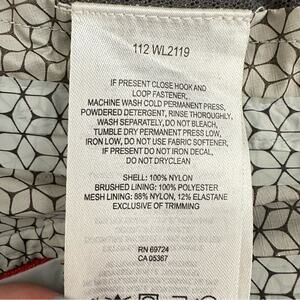 112 WL2119
IF PRESENT CLOSE HOOK AND
LOOP FASTENER,
MACHINE WASH COLD PERMANENT PRESS,
POWDERED DETERGENT, RINSE THOROUGHLY,
WASH SEPARATELY, DO NOT BLEACH,
TUMBLE DRY PERMANENT PRESS LOW,
IRON LOW, DO NOT USE FABRIC SOFTENER,
IF PRESENT DO NOT IRON DECAL,
DO NOT DRYCLEAN
SHELL: 100% NYLON
BRUSHED LINING: 100% POLYESTER
MESH LINING: 88% NYLON, 12% ELASTANE
EXCLUSIVE OF TRIMMING
RN 69724
CA 05367